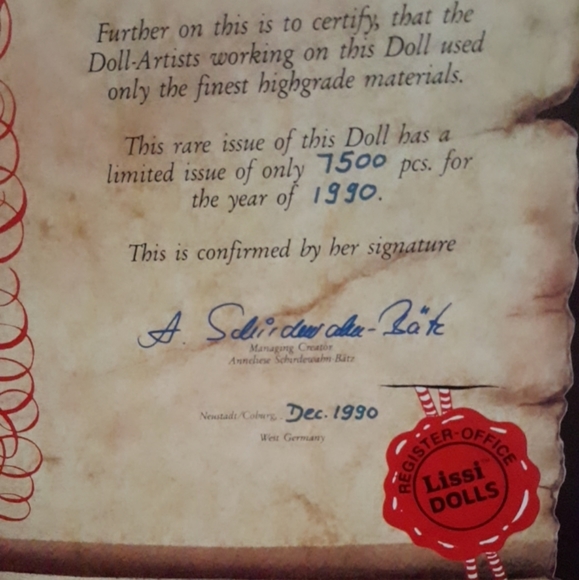 Further on this is to certify, that the
Doll-Artists working on this Doll used
only the finest highgrade materials.
This rare issue of this Doll has a
limited issue of only 7500 pcs. for
the year of 1990.
This is confirmed by her signature
A. Schirdewahn-Bätz
Managing Creator
Anneliese Schirdewahn-Bätz
Neustadt/Coburg, Dec. 1990
West Germany
REGISTER-OFFICE
Lissi
DOLLS